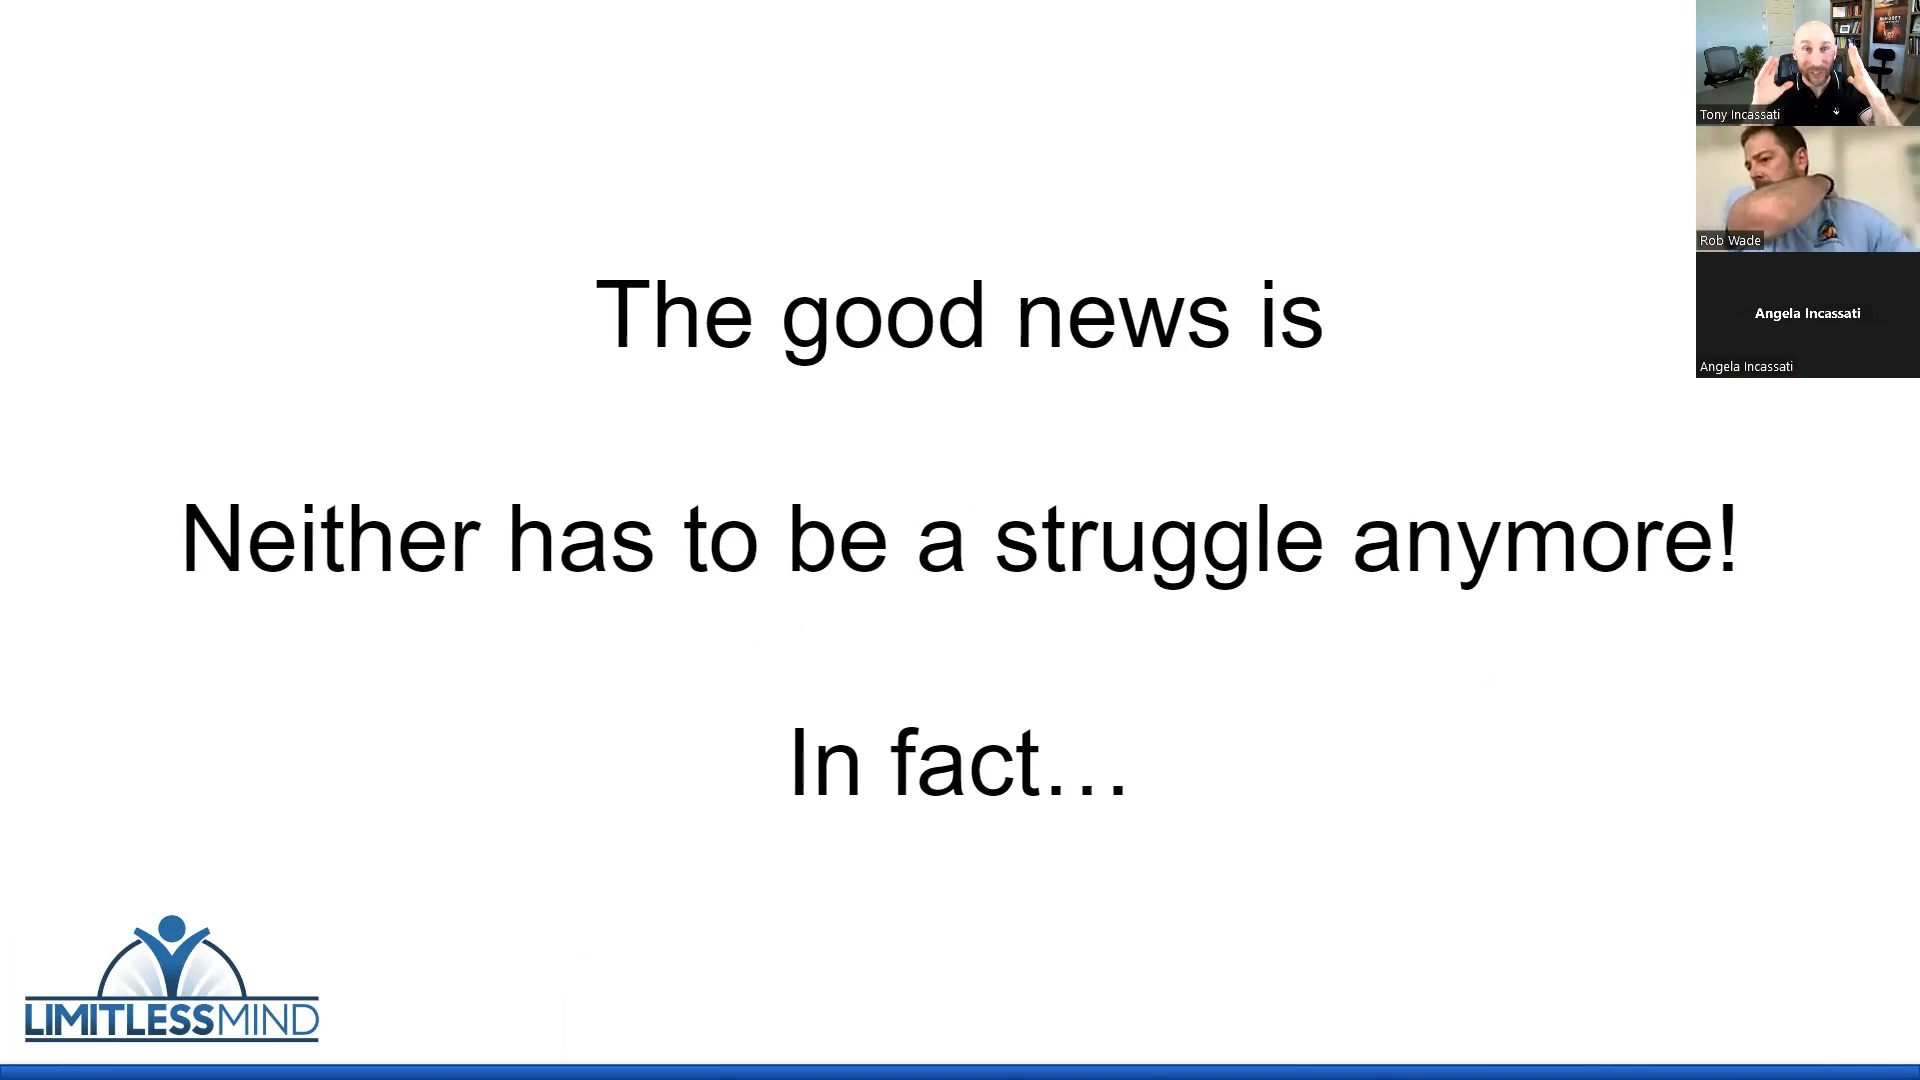 The good news is
Neither has to be a struggle anymore!
In fact…
LIMITLESSMIND
Tony Incassati
Rob Wade
Angela Incassati
Angela Incassati